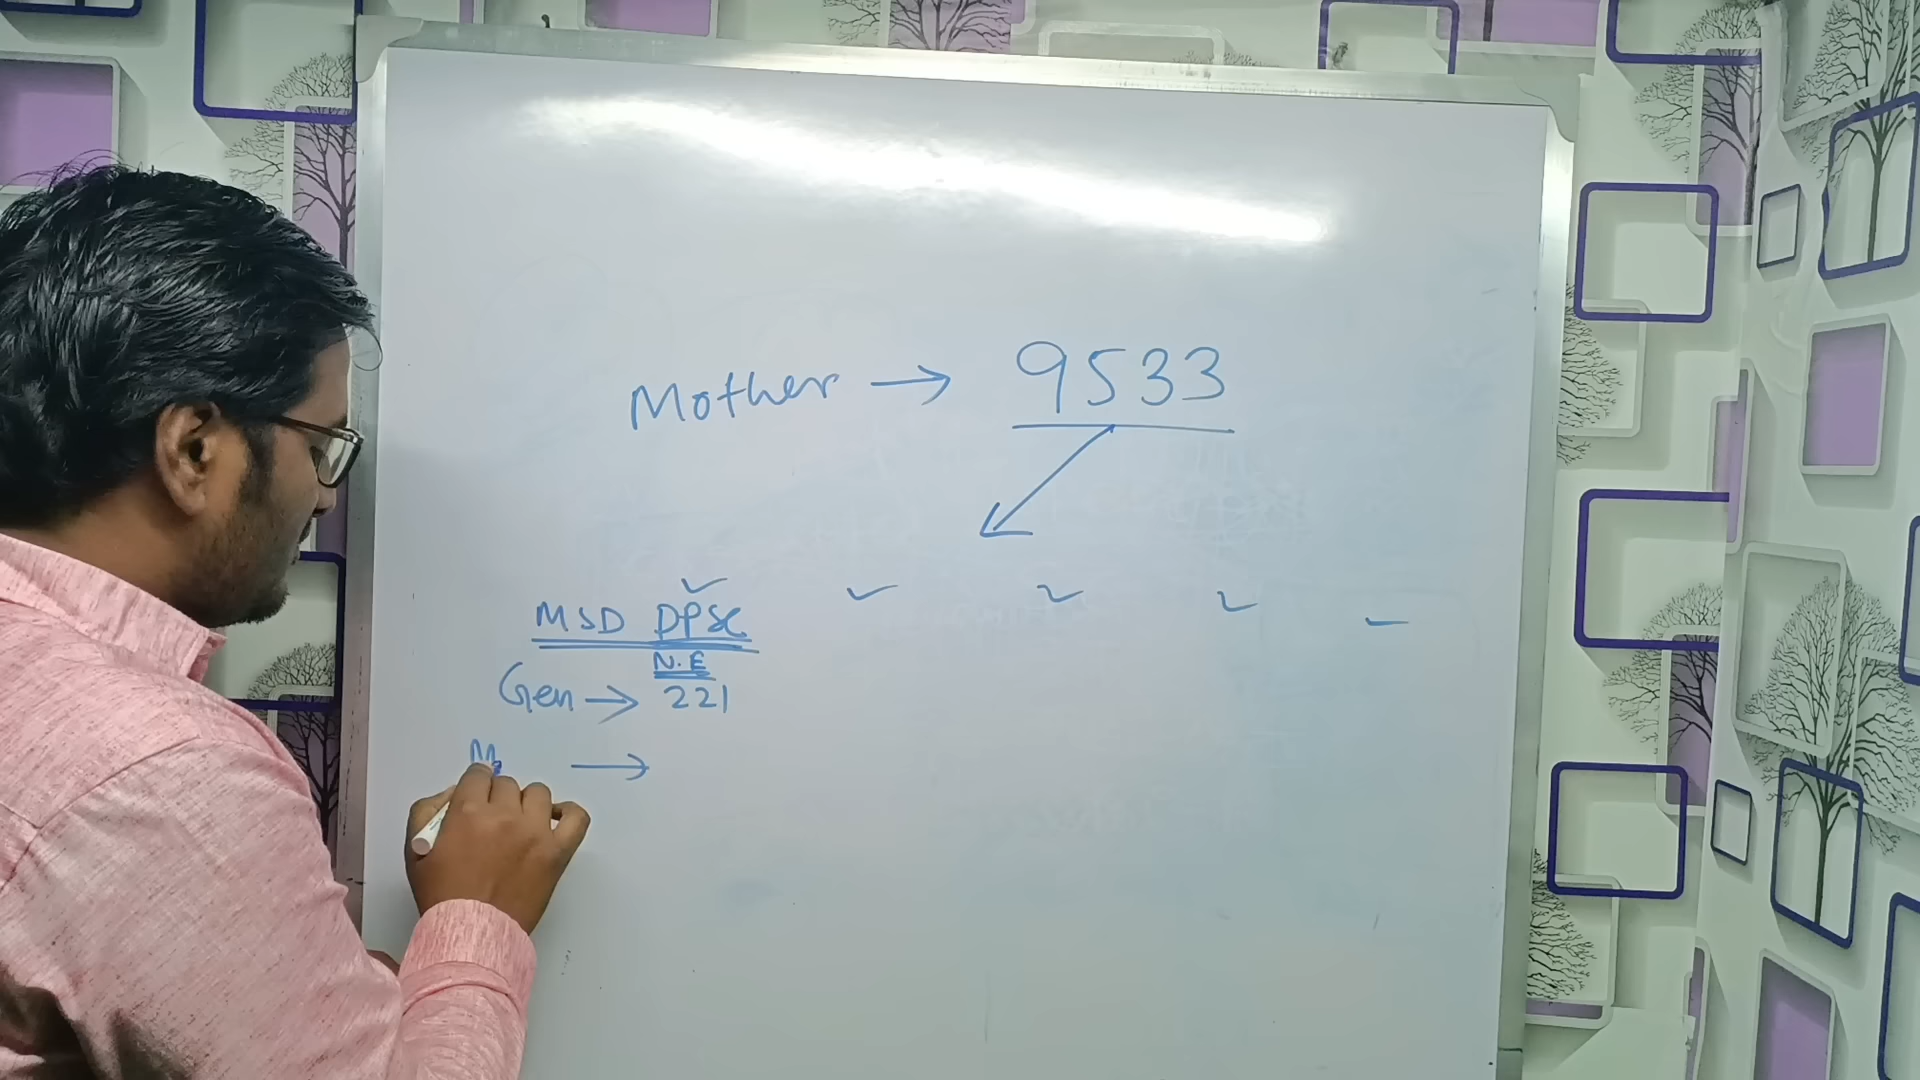 Mother → 9533
MSD DPSC
N.E
Gen → 221
M →